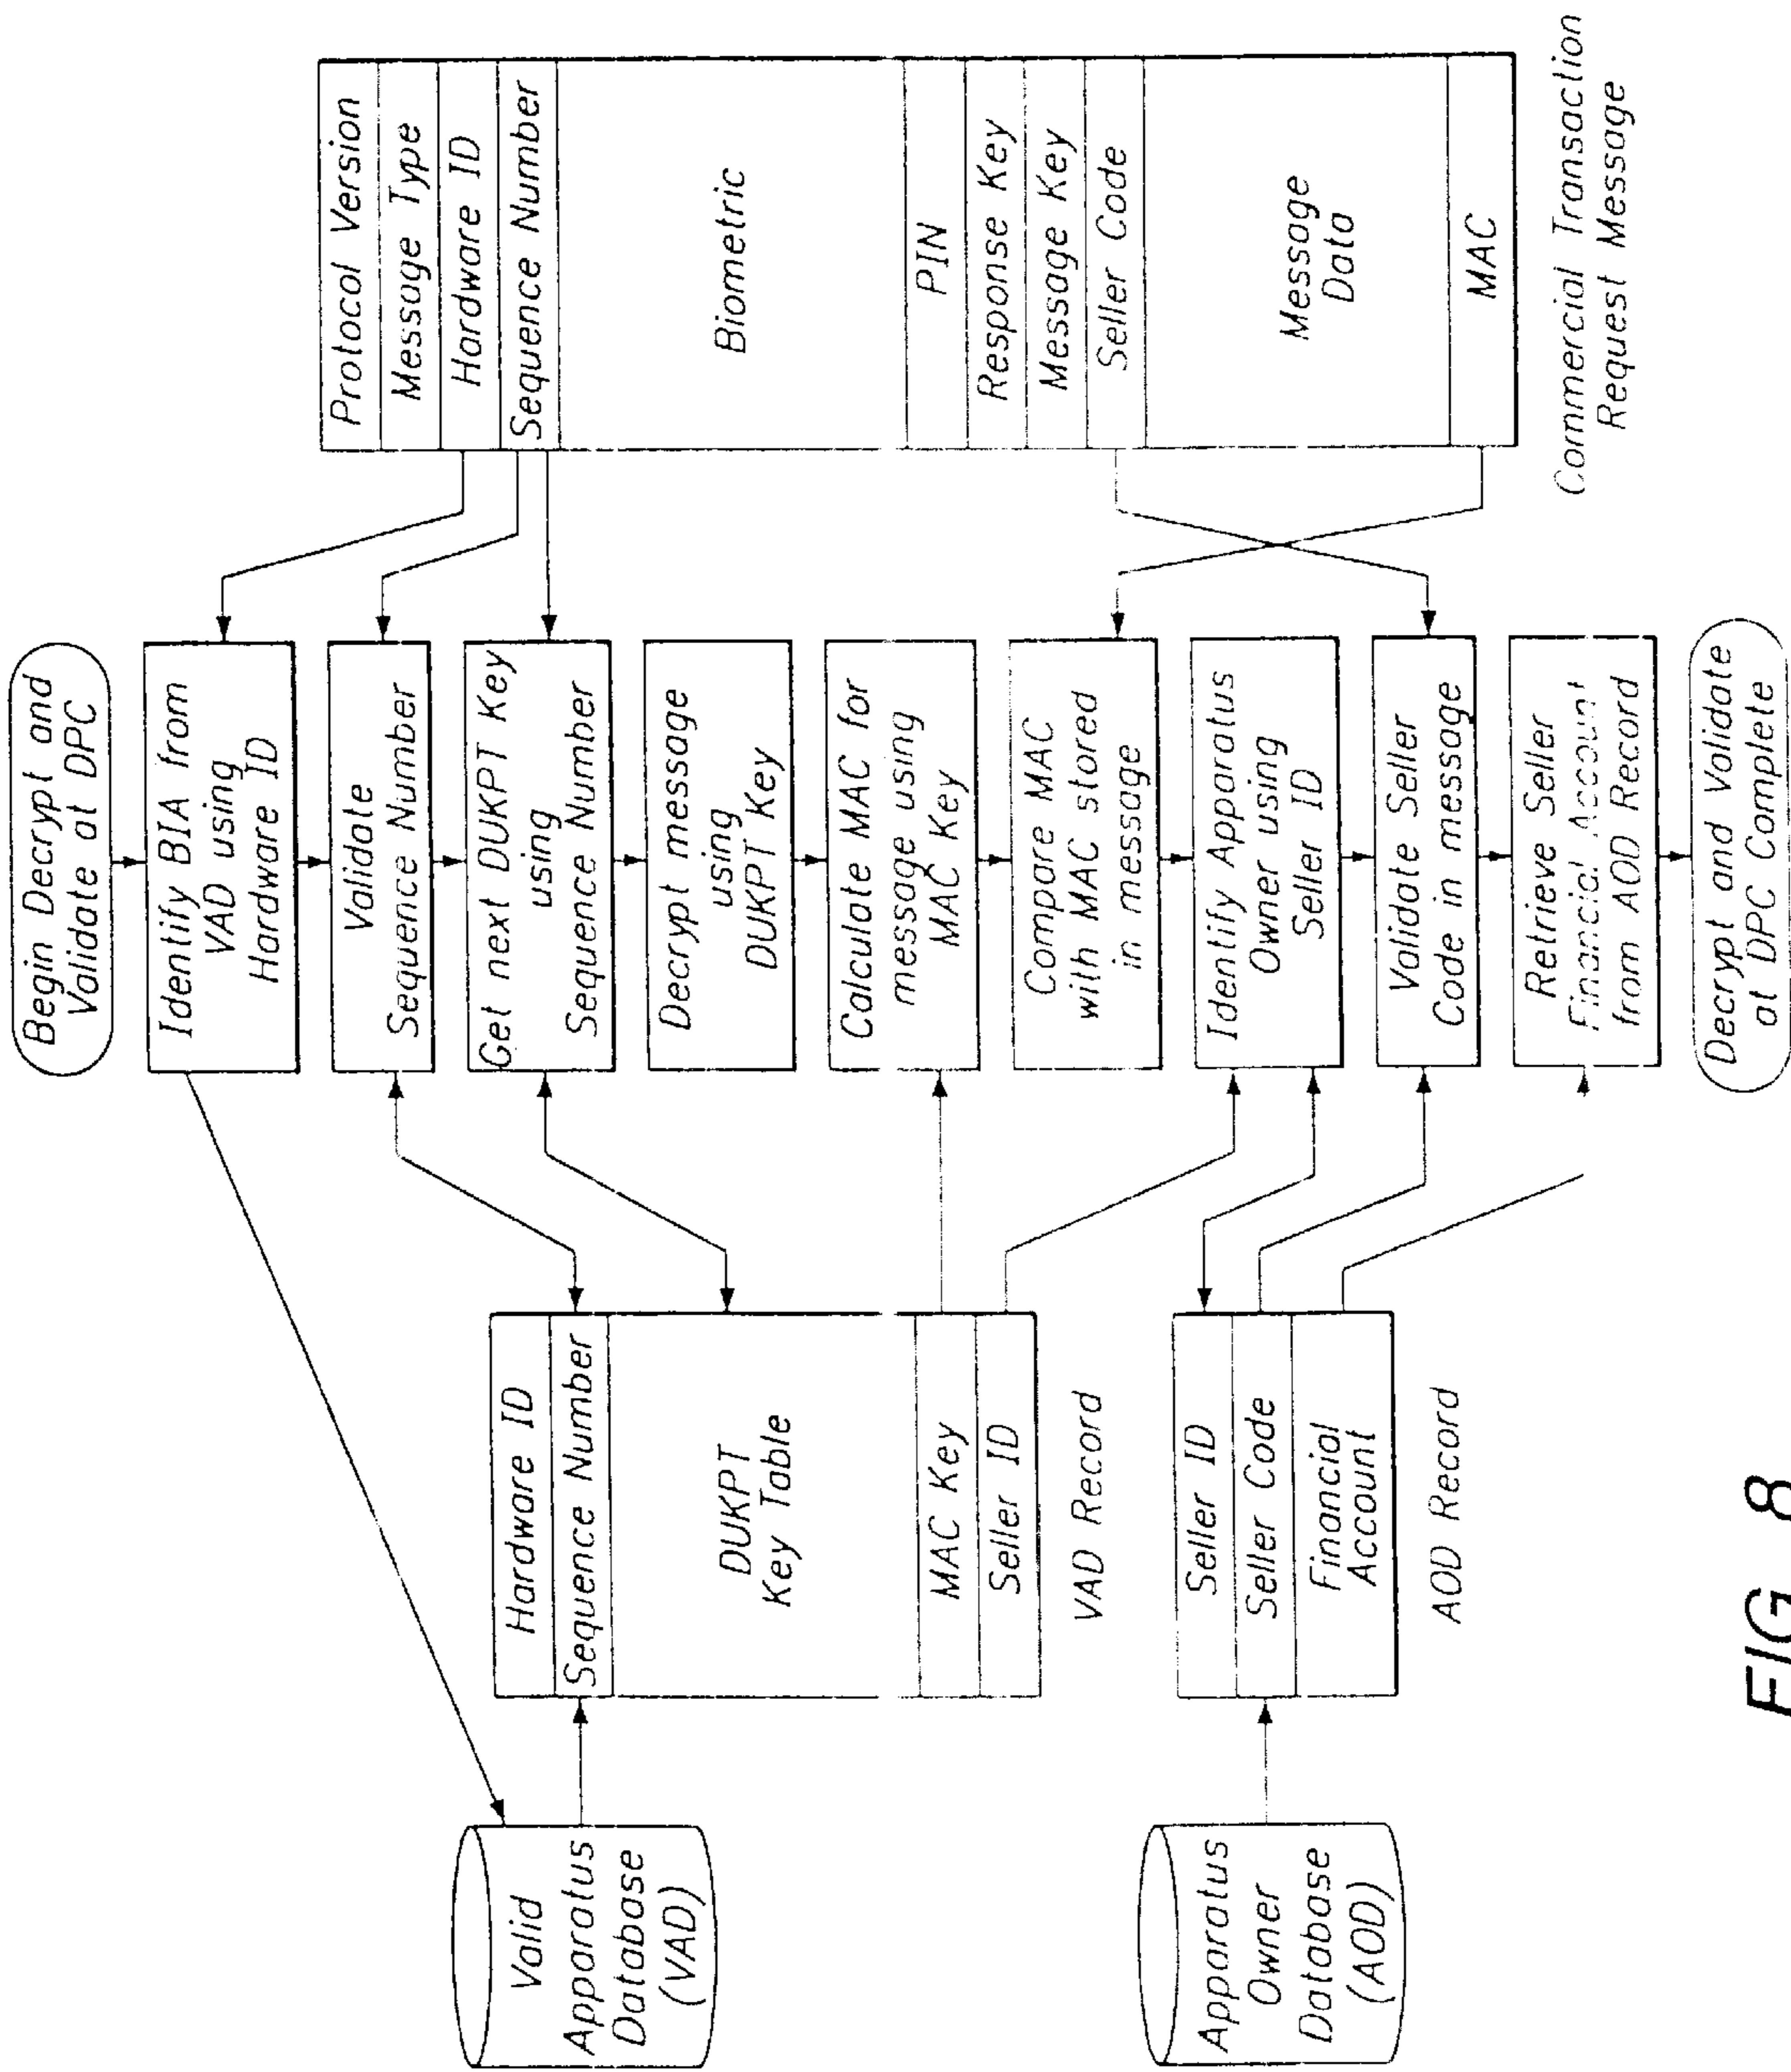 Begin Decrypt and
Validate at DPC
Identify BIA from
VAD using
Hardware ID
Validate
Sequence Number
Get next DUKPT Key
using
Sequence Number
Decrypt message
using
DUKPT Key
Calculate MAC for
message using
MAC Key
Compare MAC
with MAC stored
in message
Identify Apparatus
Owner using
Seller ID
Validate Seller
Code in message
Retrieve Seller
Financial Account
from AOD Record
Decrypt and Validate
at DPC Complete
Protocal Version
Message Type
Hardware ID
Sequence Number
Biometric
PIN
Response Key
Message Key
Seller Code
Message
Data
MAC
Commercial Transaction
Request Message
Valid
Apparatus
Database
(VAD)
Hardware ID
Sequence Number
DUKPT
Key Table
MAC Key
Seller ID
VAD Record
Apparatus
Owner
Database
(AOD)
Seller ID
Seller Code
Financial
Account
AOD Record
FIG. 8